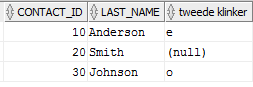 CONTACT_ID LAST_NAME tweede klinker
10 Anderson e
20 Smith (null)
30 Johnson o